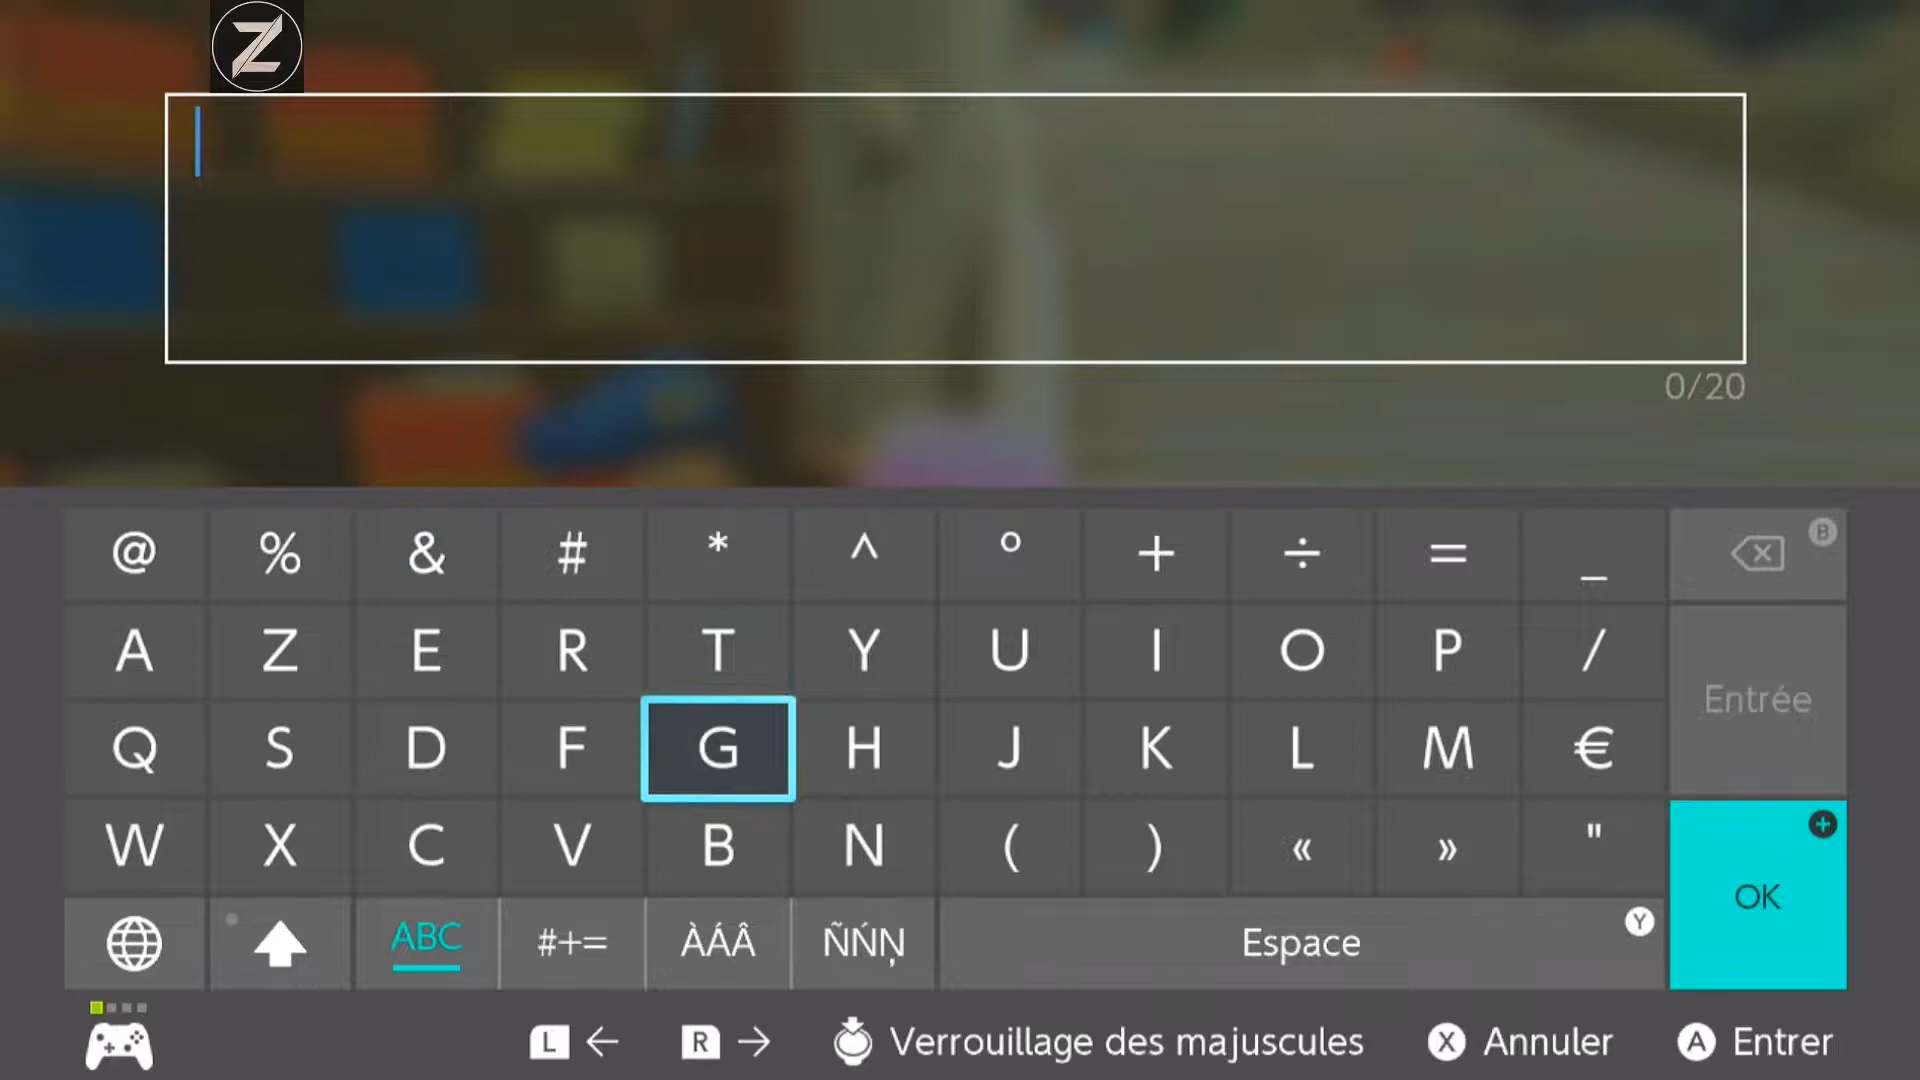 Z
0/20
@ % & # * ^ ° + ÷ = _ B
A Z E R T Y U I O P /
Entrée
Q S D F G H J K L M €
W X C V B N ( ) « » "
+
OK
ABC #+= ÀÁÂ ÑŃŅ Espace Y
L ← R → Verrouillage des majuscules X Annuler A Entrer